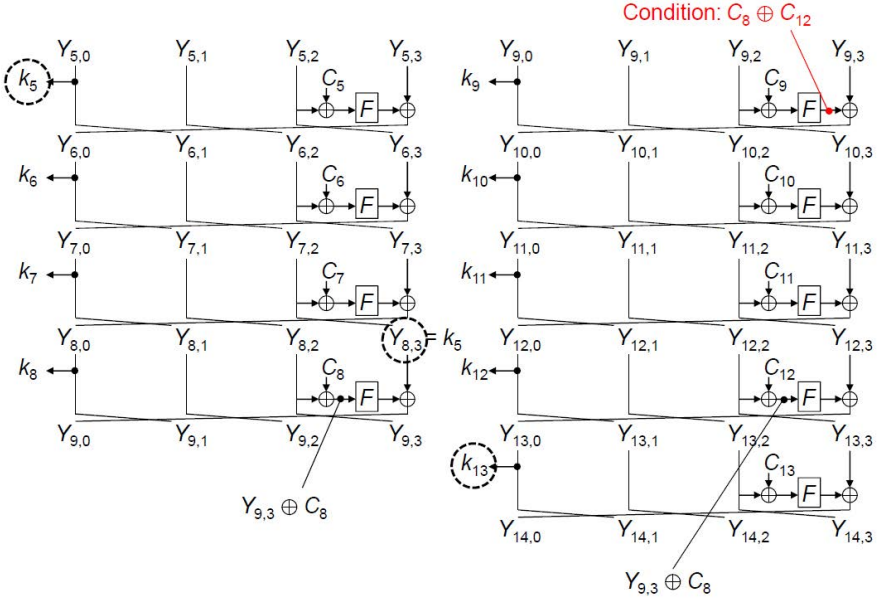 Condition: C8 ⊕ C12
Y5,0 Y5,1 Y5,2 Y5,3
k5 C5 F
Y6,0 Y6,1 Y6,2 Y6,3
k6 C6 F
Y7,0 Y7,1 Y7,2 Y7,3
k7 C7 F
Y8,0 Y8,1 Y8,2 Y8,3 = k5
k8 C8 F
Y9,0 Y9,1 Y9,2 Y9,3
Y9,3 ⊕ C8
Y9,0 Y9,1 Y9,2 Y9,3
k9 C9 F
Y10,0 Y10,1 Y10,2 Y10,3
k10 C10 F
Y11,0 Y11,1 Y11,2 Y11,3
k11 C11 F
Y12,0 Y12,1 Y12,2 Y12,3
k12 C12 F
Y13,0 Y13,1 Y13,2 Y13,3
k13 C13 F
Y14,0 Y14,1 Y14,2 Y14,3
Y9,3 ⊕ C8